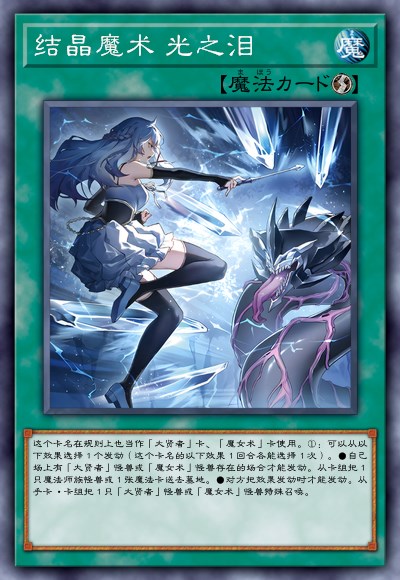 结晶魔术 光之泪
魔
【魔法カード】
ま ほう
这个卡名在规则上也当作「大贤者」卡、「魔女术」卡使用。①：可以从以
下效果选择1个发动（这个卡名的以下效果1回合各能选择1次）。●自己
场上有「大贤者」怪兽或「魔女术」怪兽存在的场合才能发动。从卡组把1
只魔法师族怪兽或1张魔法卡送去墓地。●对方把效果发动时才能发动。从
手卡·卡组把1只「大贤者」怪兽或「魔女术」怪兽特殊召唤。